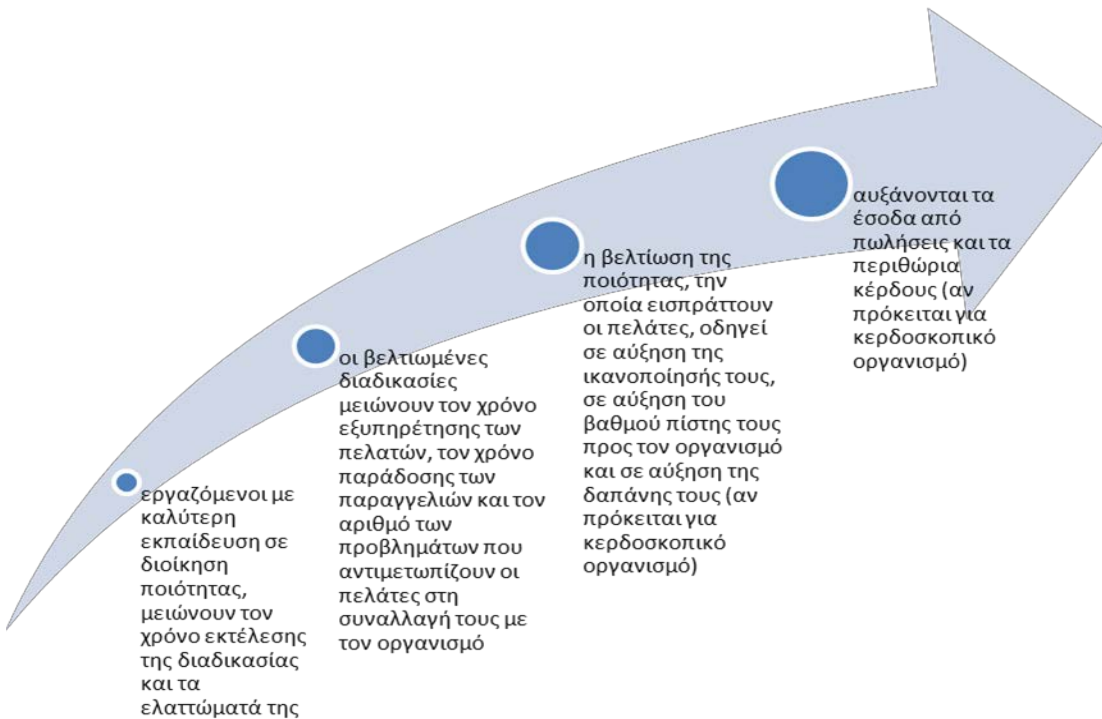 εργαζόμενοι με
καλύτερη
εκπαίδευση σε
διοίκηση
ποιότητας,
μειώνουν τον
χρόνο εκτέλεσης
της διαδικασίας
και τα
ελαττώματά της
οι βελτιωμένες
διαδικασίες
μειώνουν τον χρόνο
εξυπηρέτησης των
πελατών, τον χρόνο
παράδοσης των
παραγγελιών και τον
αριθμό των
προβλημάτων που
αντιμετωπίζουν οι
πελάτες στη
συναλλαγή τους με
τον οργανισμό
η βελτίωση της
ποιότητας, την
οποία εισπράττουν
οι πελάτες, οδηγεί
σε αύξηση της
ικανοποίησής τους,
σε αύξηση του
βαθμού πίστης τους
προς τον οργανισμό
και σε αύξηση της
δαπάνης τους (αν
πρόκειται για
κερδοσκοπικό
οργανισμό)
αυξάνονται τα
έσοδα από
πωλήσεις και τα
περιθώρια
κέρδους (αν
πρόκειται για
κερδοσκοπικό
οργανισμό)